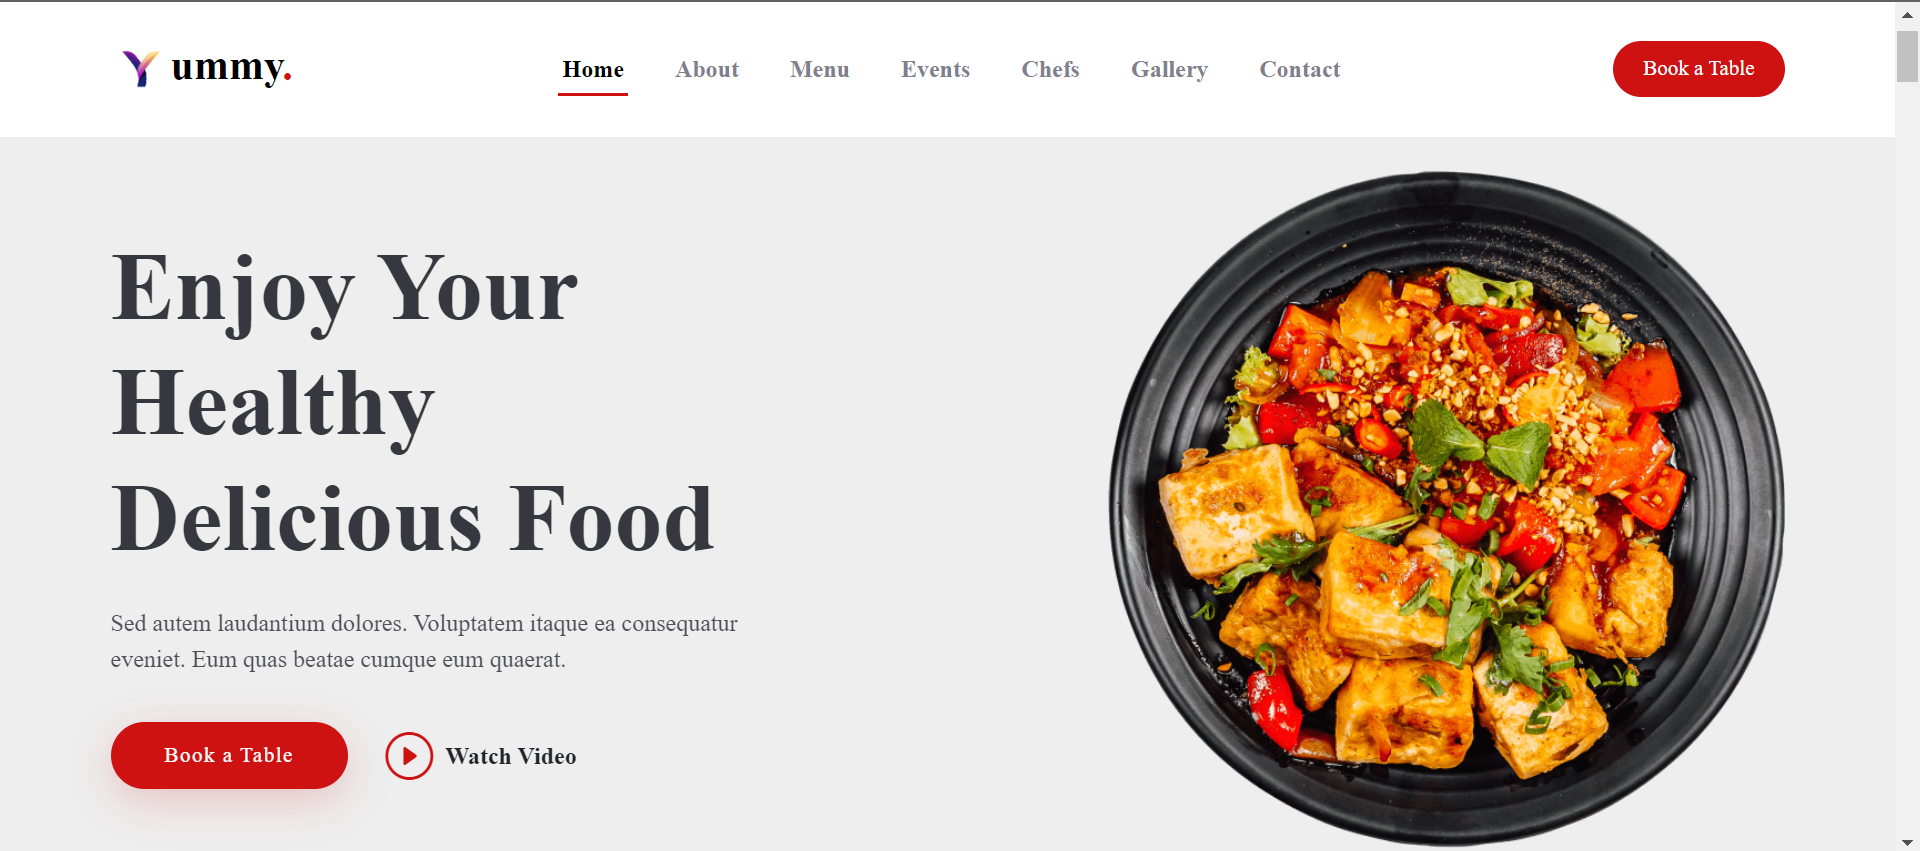 Yummy.
Home About Menu Events Chefs Gallery Contact
Book a Table
Enjoy Your
Healthy
Delicious Food
Sed autem laudantium dolores. Voluptatem itaque ea consequatur
eveniet. Eum quas beatae cumque eum quaerat.
Book a Table
Watch Video